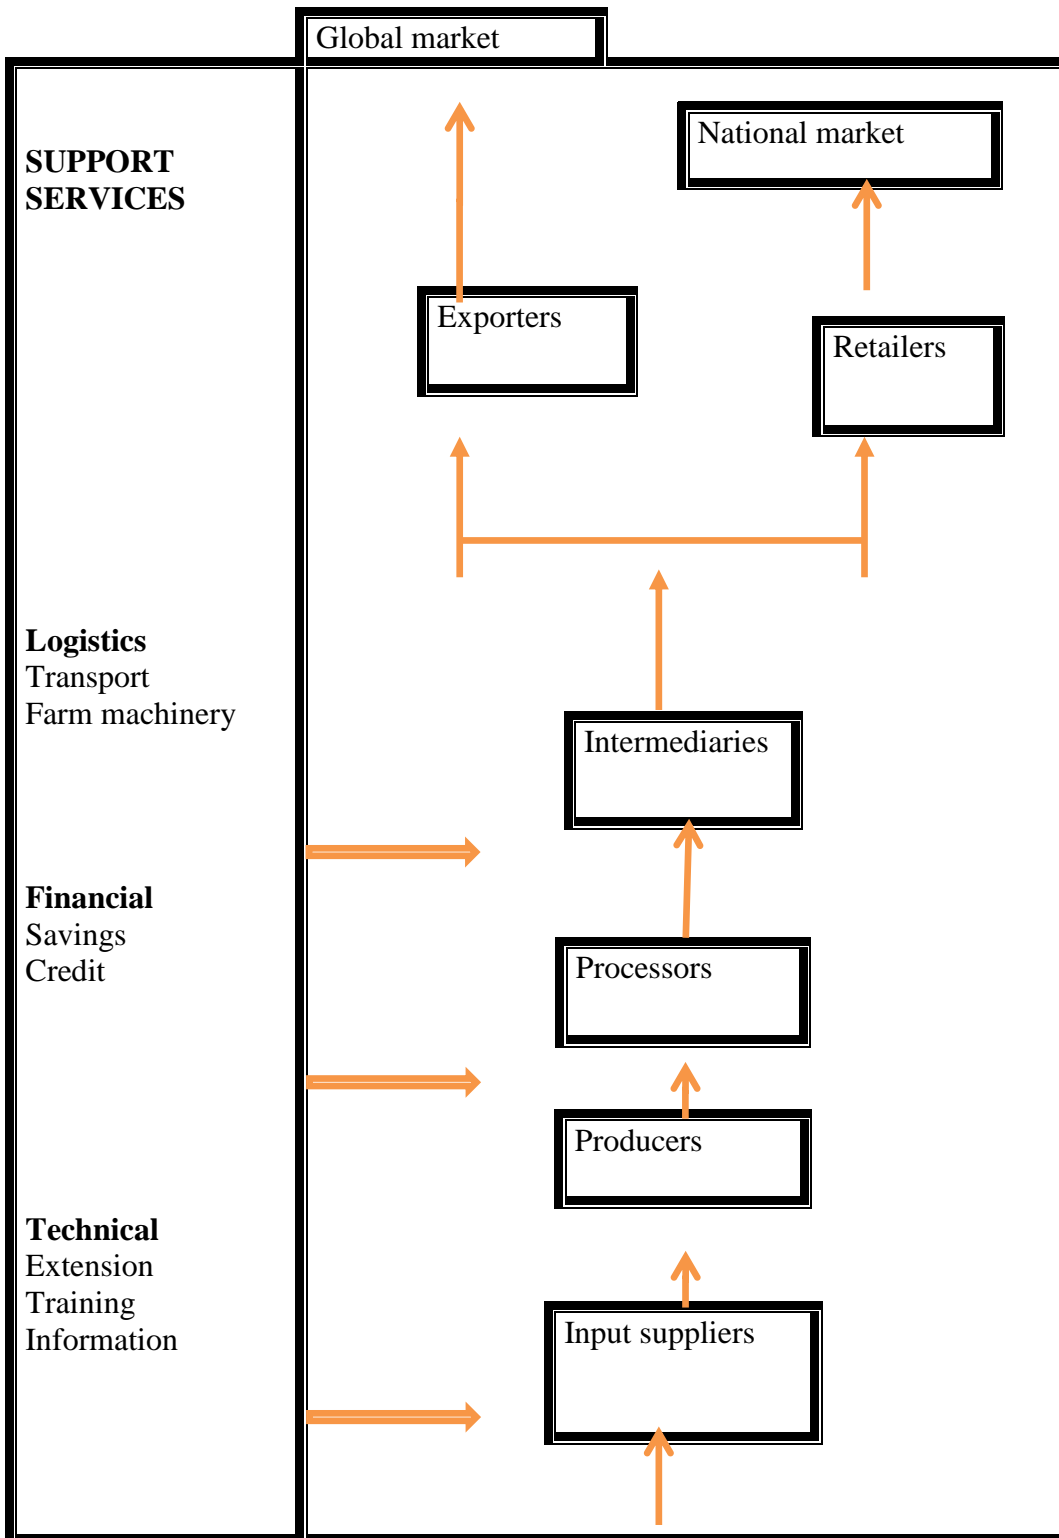 Global market
National market
SUPPORT
SERVICES
Exporters
Retailers
Logistics
Transport
Farm machinery
Intermediaries
Financial
Savings
Credit
Processors
Producers
Technical
Extension
Training
Information
Input suppliers